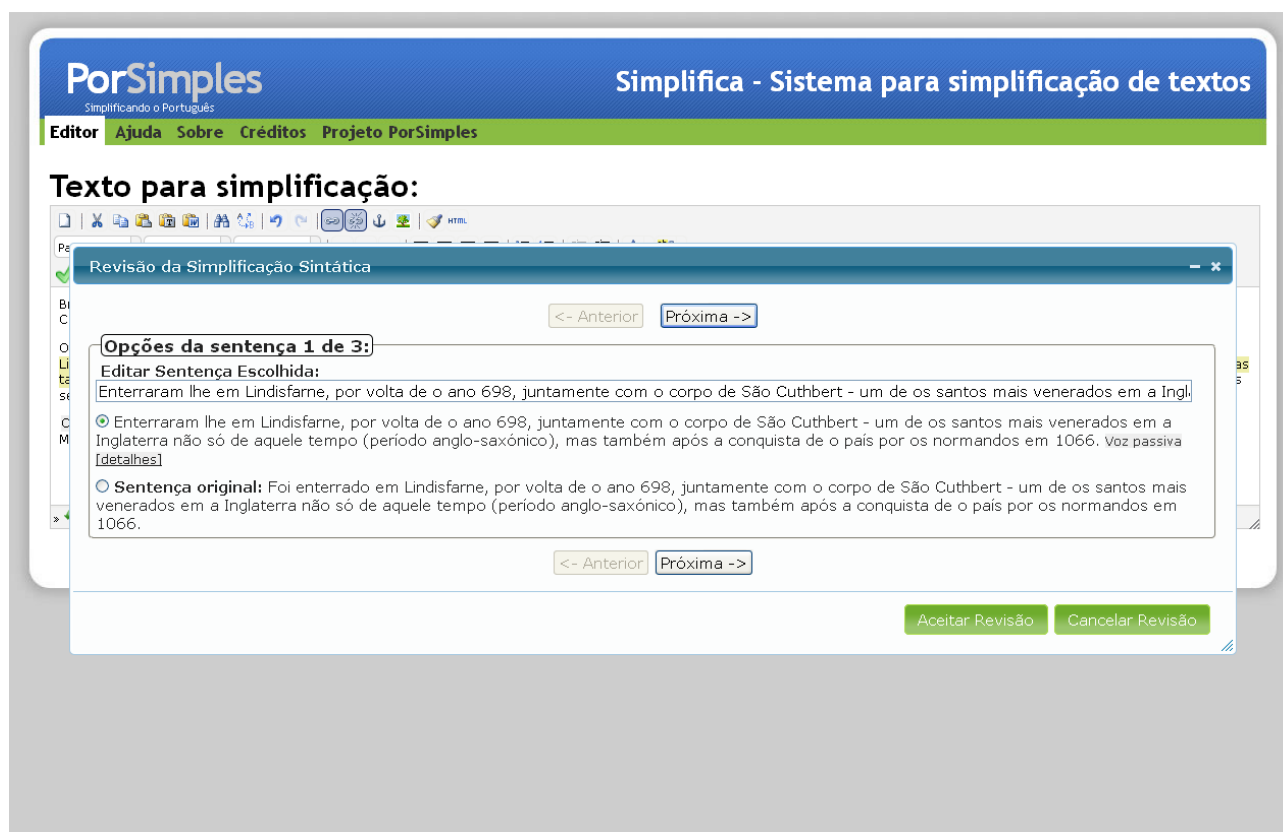 PorSimples
Simplificando o Português
Simplifica - Sistema para simplificação de textos
Editor Ajuda Sobre Créditos Projeto PorSimples
Texto para simplificação:
HTML
Revisão da Simplificação Sintática
<- Anterior Próxima ->
Opções da sentença 1 de 3:
Editar Sentença Escolhida:
Enterraram lhe em Lindisfarne, por volta de o ano 698, juntamente com o corpo de São Cuthbert - um de os santos mais venerados em a Ingl
Enterraram lhe em Lindisfarne, por volta de o ano 698, juntamente com o corpo de São Cuthbert - um de os santos mais venerados em a
Inglaterra não só de aquele tempo (período anglo-saxónico), mas também após a conquista de o país por os normandos em 1066. Voz passiva
[detalhes]
Sentença original: Foi enterrado em Lindisfarne, por volta de o ano 698, juntamente com o corpo de São Cuthbert - um de os santos mais
venerados em a Inglaterra não só de aquele tempo (período anglo-saxónico), mas também após a conquista de o país por os normandos em
1066.
<- Anterior Próxima ->
Aceitar Revisão Cancelar Revisão